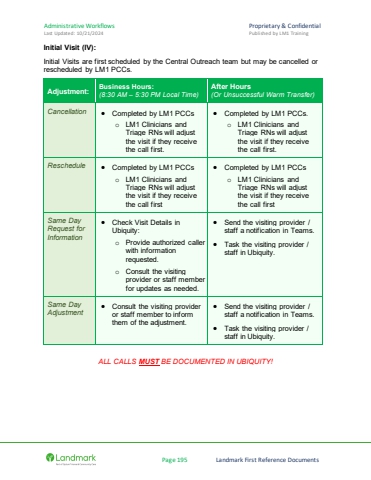 Administrative Workflows
Proprietary & Confidential
Last Updated: 10/21/2024
Published by LM1 Training
Initial Visit (IV):
Initial Visits are first scheduled by the Central Outreach team but may be cancelled or
rescheduled by LM1 PCCs.
Adjustment:
Business Hours:
(8:30 AM – 5:30 PM Local Time)
After Hours
(Or Unsuccessful Warm Transfer)
Cancellation
• Completed by LM1 PCCs
o LM1 Clinicians and
Triage RNs will adjust
the visit if they receive
the call first.
• Completed by LM1 PCCs.
o LM1 Clinicians and
Triage RNs will adjust
the visit if they receive
the call first.
Reschedule
• Completed by LM1 PCCs
o LM1 Clinicians and
Triage RNs will adjust
the visit if they receive
the call first
• Completed by LM1 PCCs
o LM1 Clinicians and
Triage RNs will adjust
the visit if they receive
the call first
Same Day
Request for
Information
• Check Visit Details in
Ubiquity:
o Provide authorized caller
with information
requested.
o Consult the visiting
provider or staff member
for updates as needed.
• Send the visiting provider /
staff a notification in Teams.
• Task the visiting provider /
staff in Ubiquity.
Same Day
Adjustment
• Consult the visiting provider
or staff member to inform
them of the adjustment.
• Send the visiting provider /
staff a notification in Teams.
• Task the visiting provider /
staff in Ubiquity.
ALL CALLS MUST BE DOCUMENTED IN UBIQUITY!
Landmark
Page 195
Landmark First Reference Documents